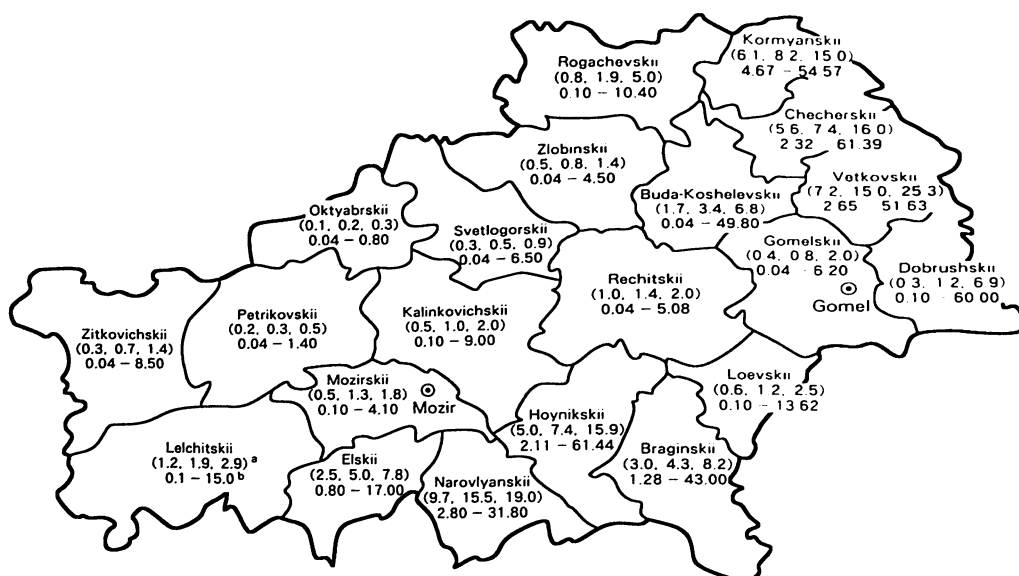 Kormyanskii
(6 1, 8 2, 15 0)
4.67 – 54 57
Rogachevskii
(0.8, 1.9, 5.0)
0.10 – 10.40
Checherskii
(5 6, 7 4, 16 0)
2 32 61.39
Zlobinskii
(0.5, 0.8, 1.4)
0.04 – 4.50
Vetkovskii
(7 2, 15 0, 25 3)
2 65 51 63
Buda-Koshelevskii
(1.7, 3.4, 6.8)
0.04 – 49.80
Oktyabrskii
(0.1, 0.2, 0.3)
0.04 – 0.80
Svetlogorskii
(0.3, 0.5, 0.9)
0.04 – 6.50
Gomelskii
(0.4, 0 8, 2.0)
0.04 - 6 20
Gomel
Dobrushskii
(0 3, 1 2, 6 9)
0.10 - 60 00
Rechitskii
(1.0, 1.4, 2.0)
0.04 – 5.08
Kalinkovichskii
(0.5, 1.0, 2.0)
0.10 – 9.00
Petrikovskii
(0.2, 0.3, 0.5)
0.04 – 1.40
Zitkovichskii
(0.3, 0.7, 1.4)
0.04 – 8.50
Mozirskii
(0.5, 1.3, 1.8)
0.10 – 4.10
Mozir
Loevskii
(0.6, 1 2, 2.5)
0.10 – 13 62
Hoynikskii
(5.0, 7.4, 15.9)
2.11 – 61.44
Braginskii
(3.0, 4.3, 8.2)
1.28 – 43.00
Lelchitskii
(1.2, 1.9, 2.9) a
0.1 – 15.0 b
Elskii
(2.5, 5.0, 7.8)
0.80 – 17.00
Narovlyanskii
(9.7, 15.5, 19.0)
2.80 – 31.80